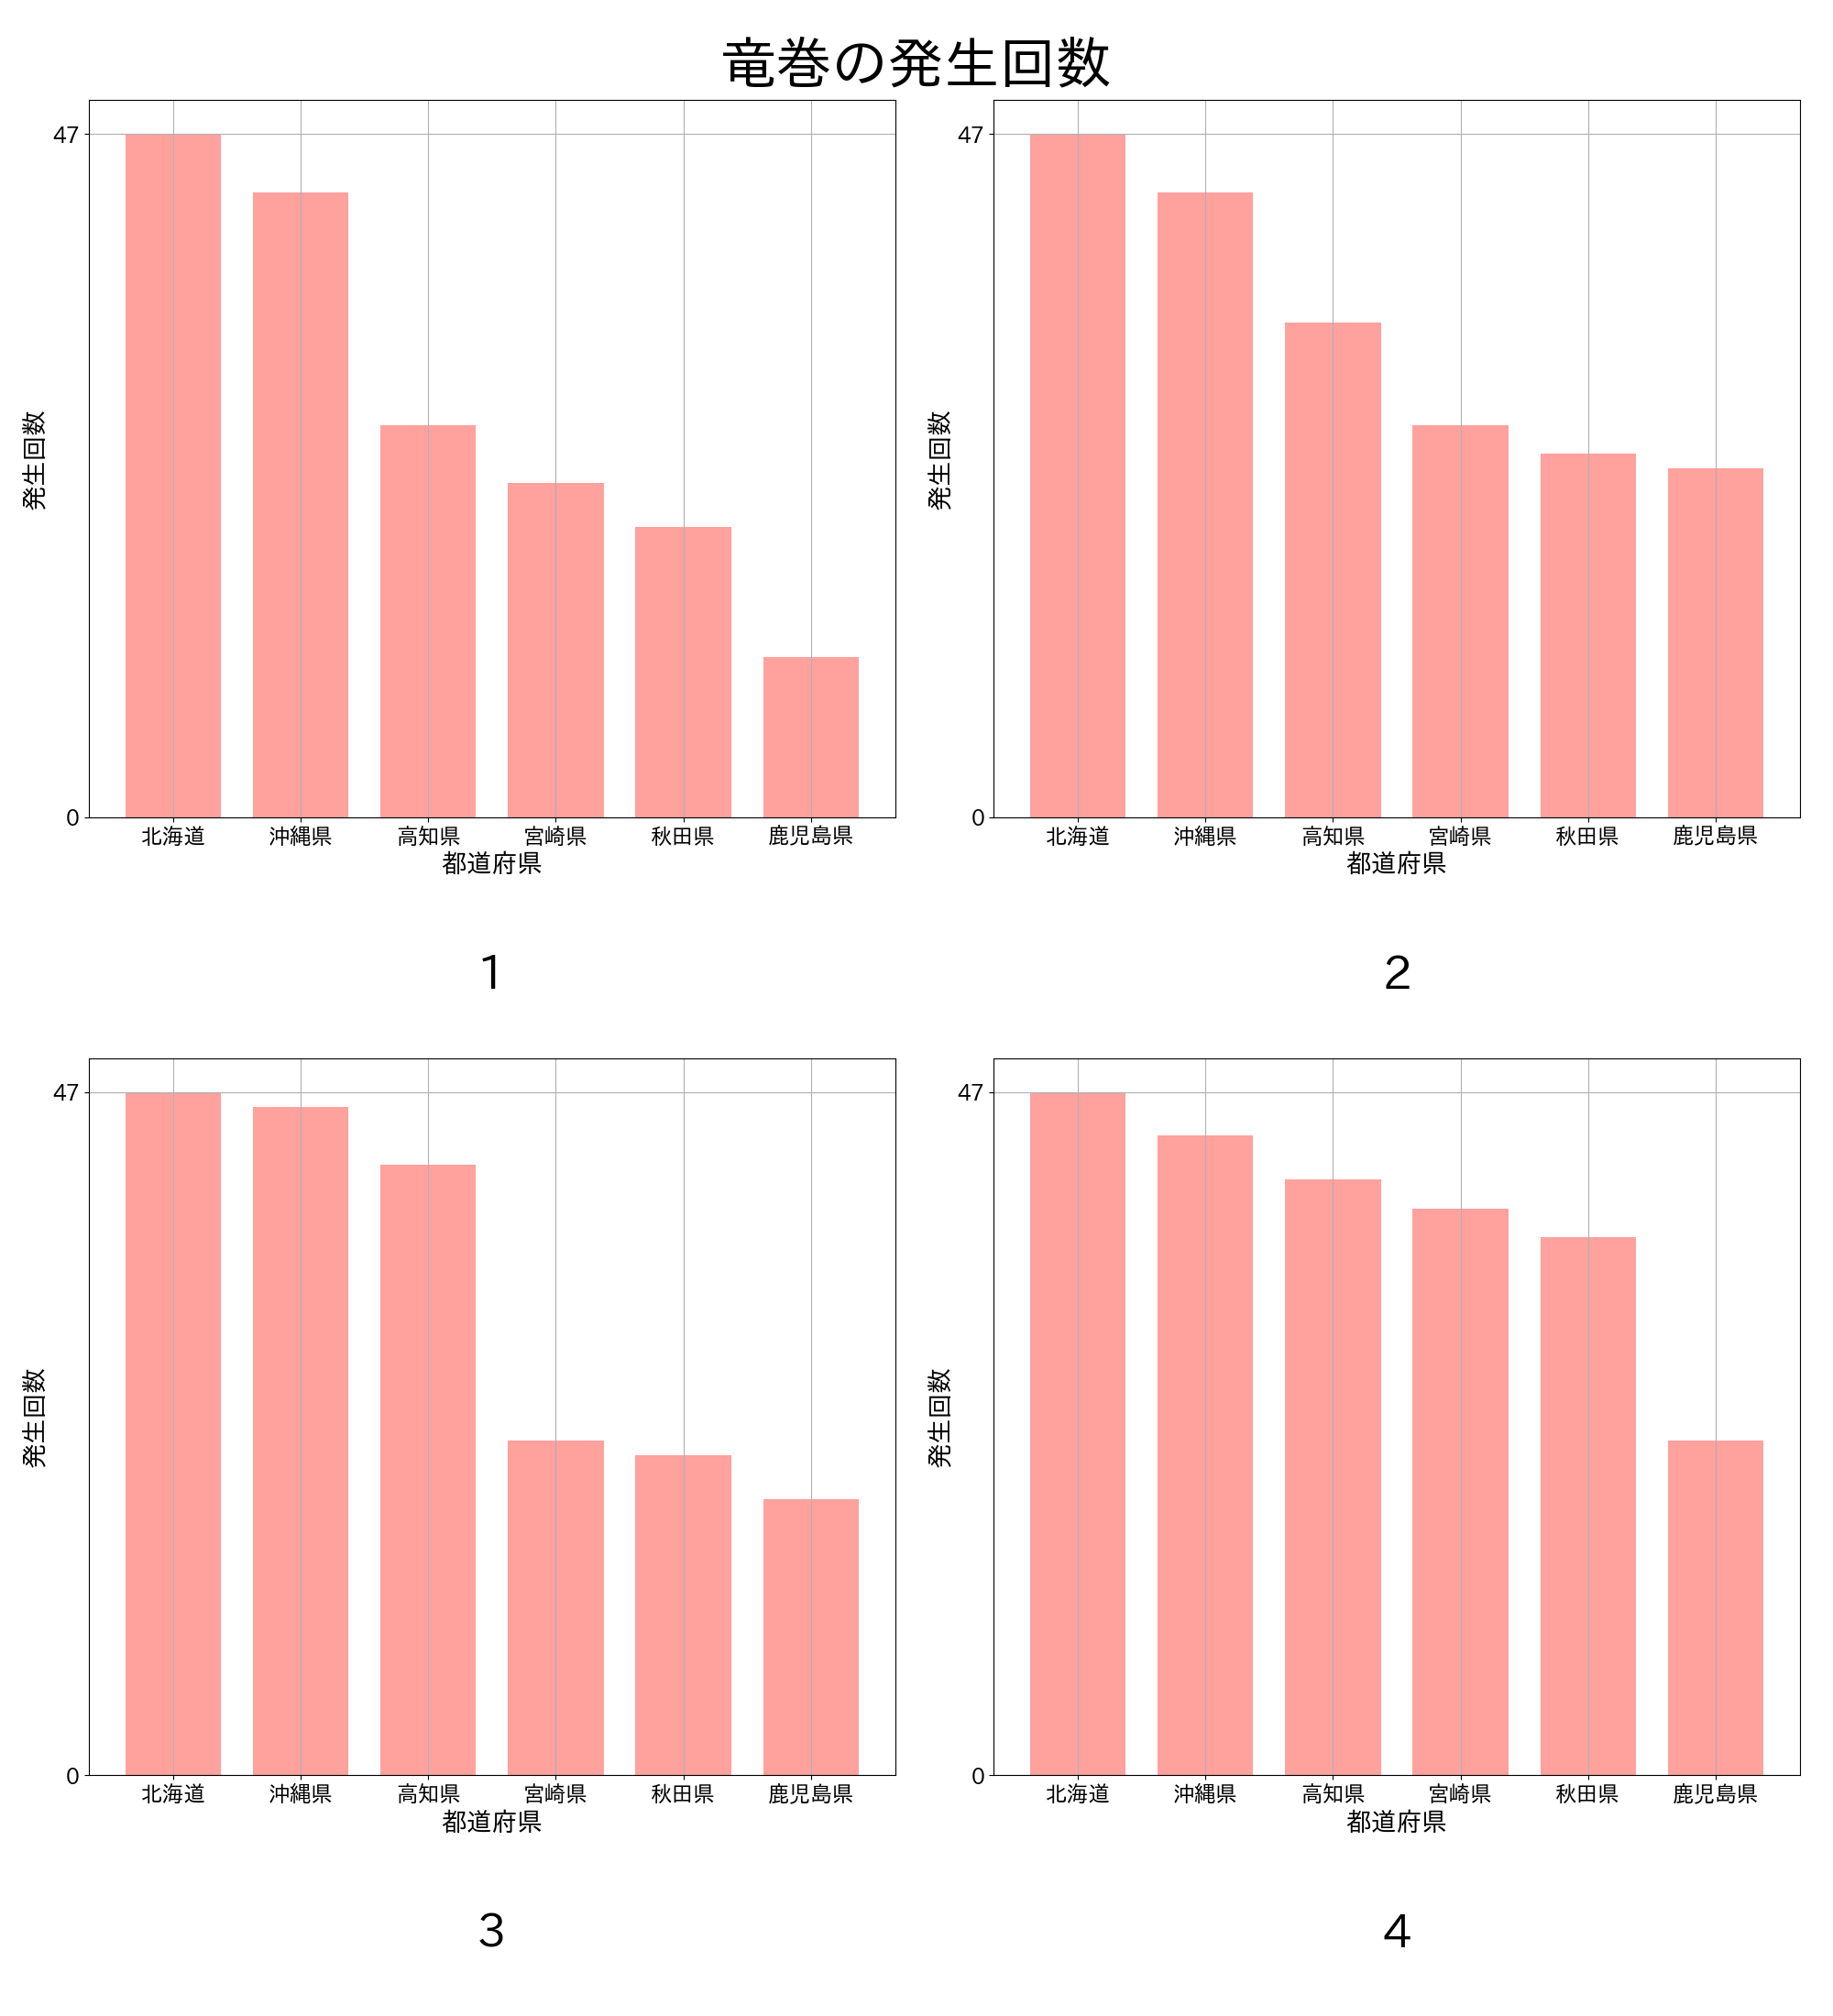 竜巻の発生回数
47
0
発生回数
北海道 沖縄県 高知県 宮崎県 秋田県 鹿児島県
都道府県
1
47
0
発生回数
北海道 沖縄県 高知県 宮崎県 秋田県 鹿児島県
都道府県
2
47
0
発生回数
北海道 沖縄県 高知県 宮崎県 秋田県 鹿児島県
都道府県
3
47
0
発生回数
北海道 沖縄県 高知県 宮崎県 秋田県 鹿児島県
都道府県
4